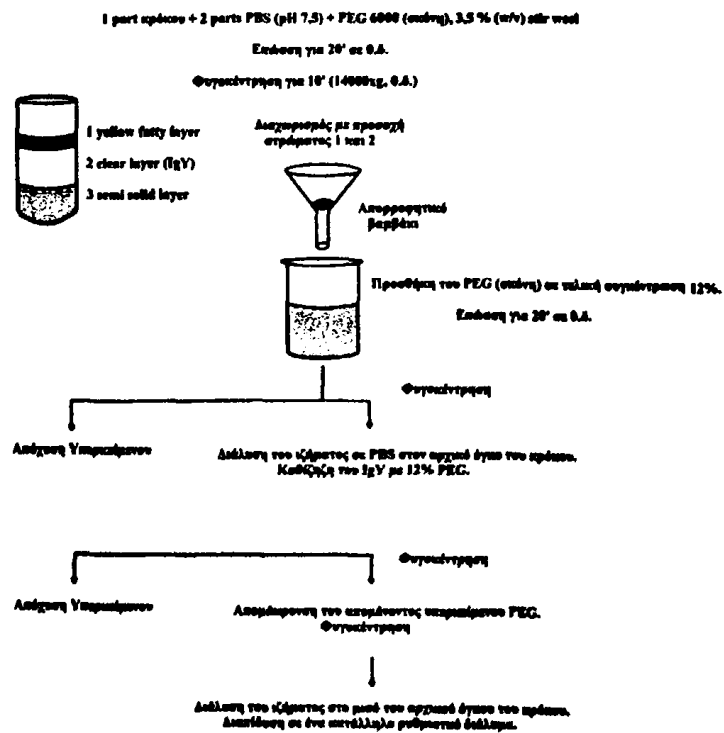 1 part κρόκου + 2 parts PBS (pH 7.5) + PEG 6000 (σκόνη), 3.5 % (w/v) stir well
Επώαση για 20' σε θ.δ.
Φυγοκέντρηση για 10' (14000xg, θ.δ.)
1 yellow fatty layer
2 clear layer (IgY)
3 semi solid layer
Διαχωρισμός με προσοχή
στρώματος 1 και 2
Απορροφητικό
βαμβάκι
Προσθήκη του PEG (σκόνη) σε τελική συγκέντρωση 12%.
Επώαση για 20' σε θ.δ.
Φυγοκέντρηση
Απόχυση Υπερκείμενου
Διάλυση του ιζήματος σε PBS στον αρχικό όγκο του κρόκου.
Καθίζηξη του IgY με 12% PEG.
Φυγοκέντρηση
Απόχυση Υπερκείμενου
Απομάκρυνση του απομένοντος υπερκείμενου PEG.
Φυγοκέντρηση
Διάλυση του ιζήματος στο μισό του αρχικού όγκου του κρόκου.
Διαπίδυση σε ένα κατάλληλο ρυθμιστικό διάλυμα.